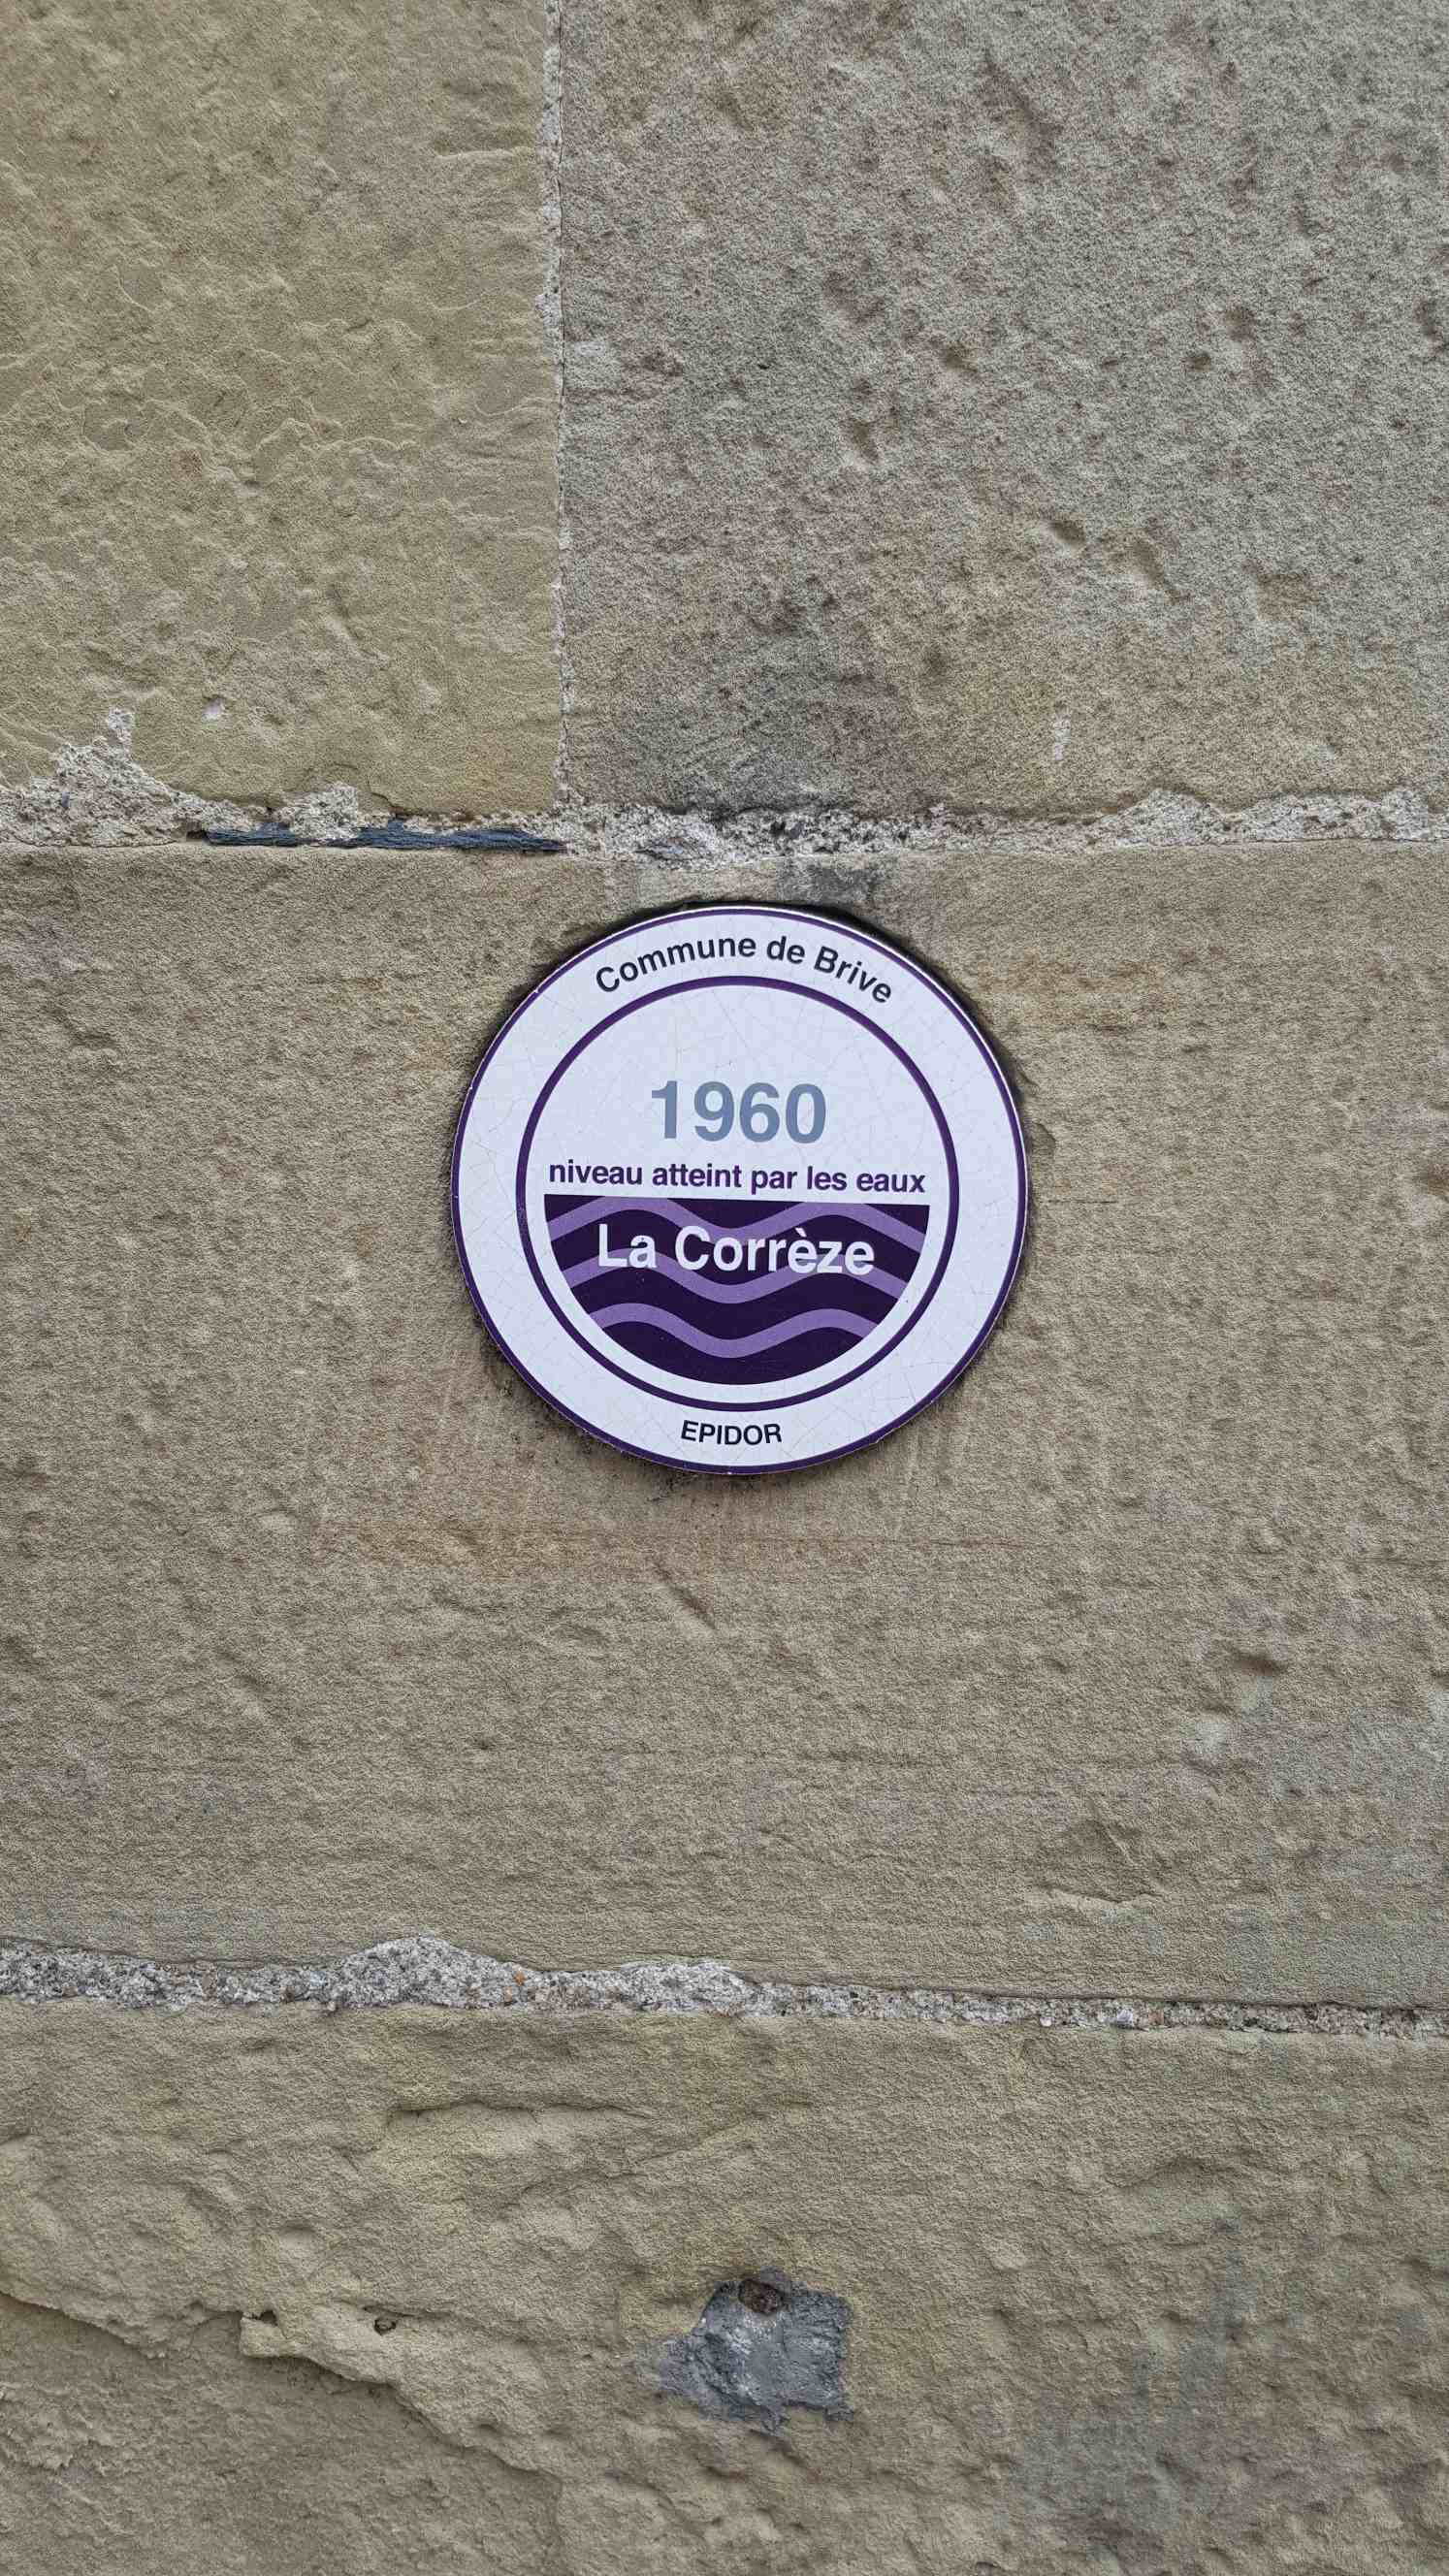 Commune de Brive
1960
niveau atteint par les eaux
La Corrèze
EPIDOR